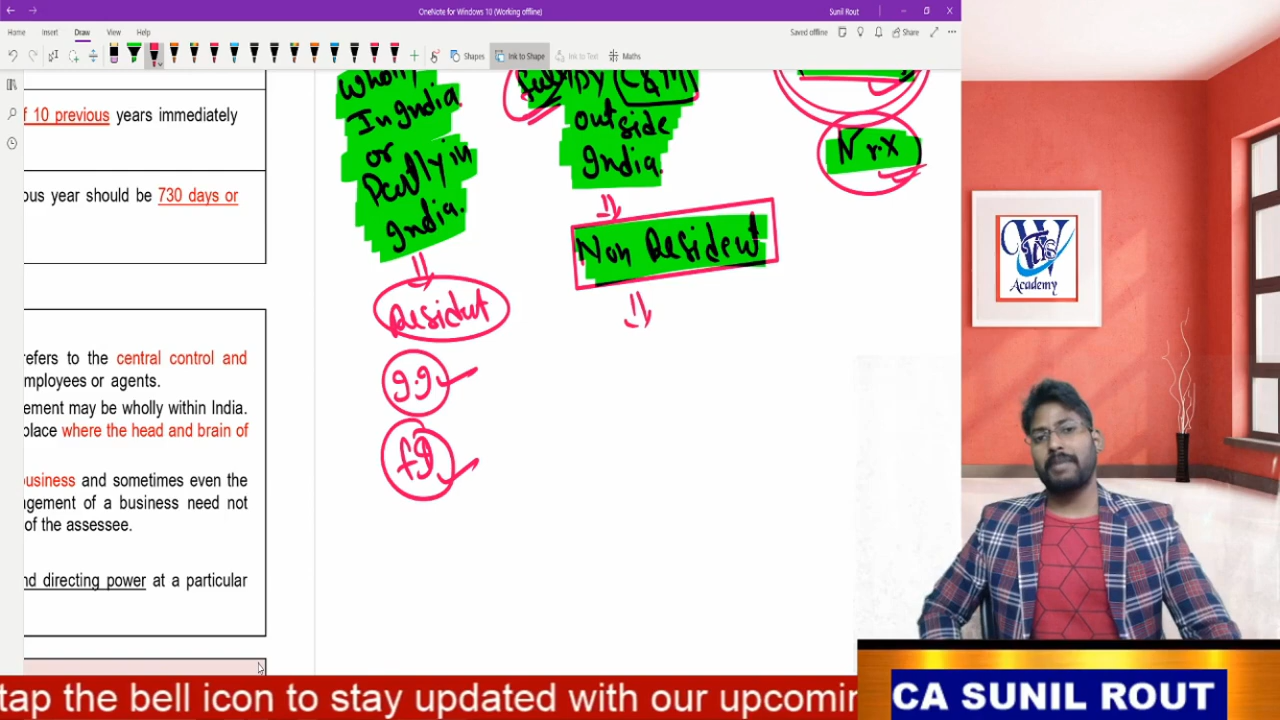 OneNote for Windows 10 (Working offline)
Sunil Rout
Home Insert Draw View Help
Saved offline
Share
Shapes
Ink to Shape
Ink to Text
Maths
f 10 previous years immediately
ous year should be 730 days or
efers to the central control and
mployees or agents.
ement may be wholly within India.
place where the head and brain of
usiness and sometimes even the
agement of a business need not
of the assessee.
nd directing power at a particular
wholly
In India
or
Partly in
India.
Resident
C&M
outside
India.
Non Resident
WTS
Academy
tap the bell icon to stay updated with our upcomin
CA SUNIL ROUT